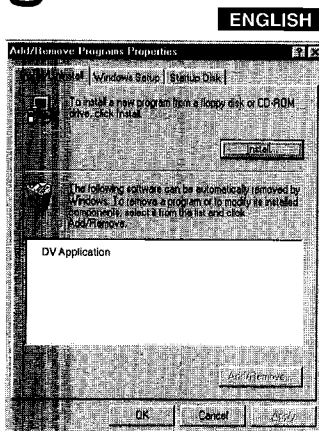 ENGLISH
Add/Remove Programs Properties
Install Windows Setup Startup Disk
To install a new program from a floppy disk or CD-ROM
drive, click Install.
Install...
The following software can be automatically removed by
Windows. To remove a program or to modify its installed
components, select it from the list and click
Add/Remove.
DV Application
Add/Remove...
OK Cancel Apply